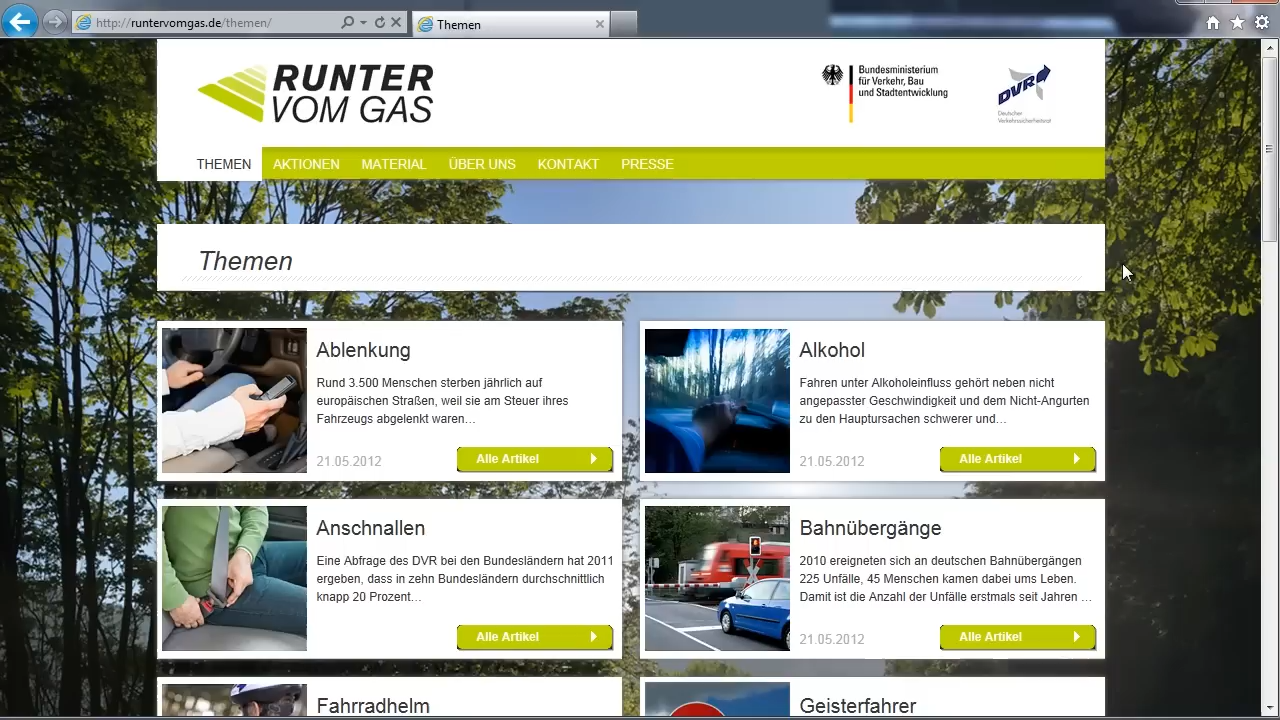 http://runtervomgas.de/themen/
Themen
RUNTER
VOM GAS
Bundesministerium
für Verkehr, Bau
und Stadtentwicklung
DVR
Deutscher
Verkehrssicherheitsrat
THEMEN AKTIONEN MATERIAL ÜBER UNS KONTAKT PRESSE
Themen
Ablenkung
Rund 3.500 Menschen sterben jährlich auf
europäischen Straßen, weil sie am Steuer ihres
Fahrzeugs abgelenkt waren…
21.05.2012
Alle Artikel
Alkohol
Fahren unter Alkoholeinfluss gehört neben nicht
angepasster Geschwindigkeit und dem Nicht-Angurten
zu den Hauptursachen schwerer und…
21.05.2012
Alle Artikel
Anschnallen
Eine Abfrage des DVR bei den Bundesländern hat 2011
ergeben, dass in zehn Bundesländern durchschnittlich
knapp 20 Prozent…
Alle Artikel
Bahnübergänge
2010 ereigneten sich an deutschen Bahnübergängen
225 Unfälle, 45 Menschen kamen dabei ums Leben.
Damit ist die Anzahl der Unfälle erstmals seit Jahren …
21.05.2012
Alle Artikel
Fahrradhelm
Geisterfahrer